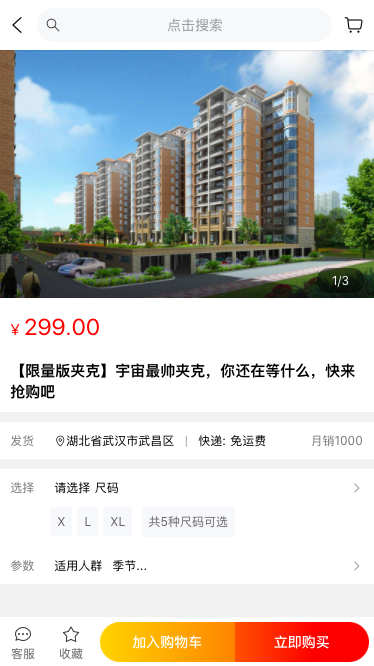 点击搜索
1/3
¥ 299.00
【限量版夹克】宇宙最帅夹克，你还在等什么，快来
抢购吧
发货 湖北省武汉市武昌区 | 快递: 免运费 月销1000
选择 请选择 尺码
X L XL 共5种尺码可选
参数 适用人群 季节...
客服 收藏 加入购物车 立即购买